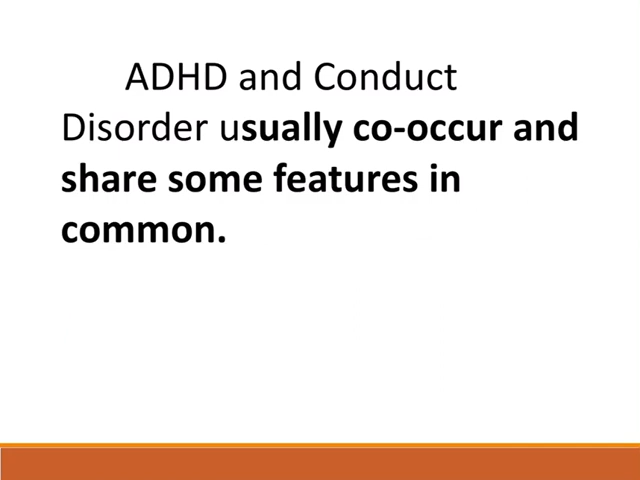 ADHD and Conduct
Disorder usually co-occur and
share some features in
common.